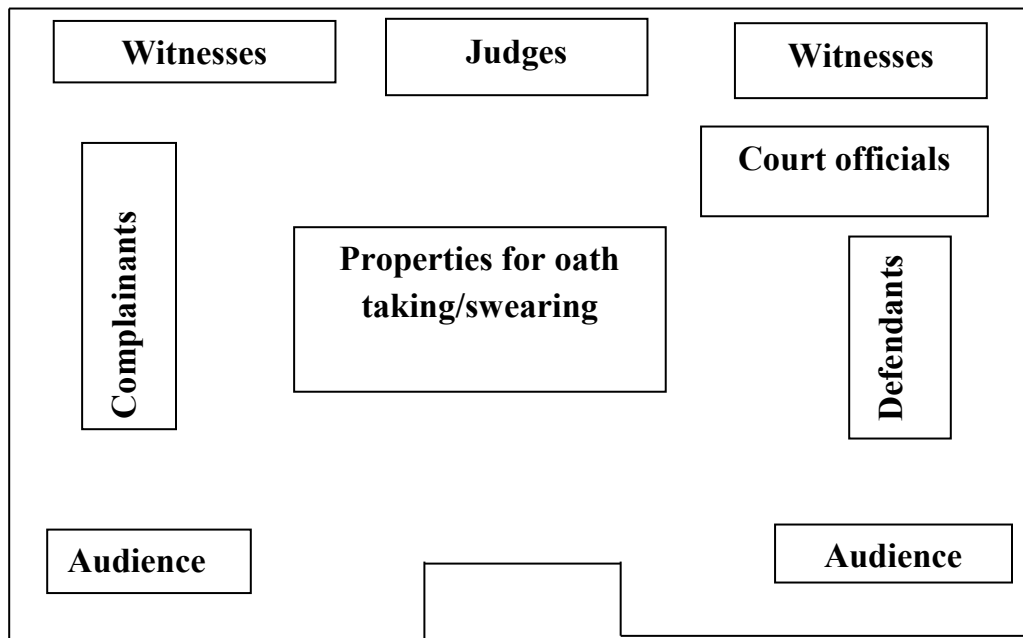 Witnesses
Judges
Witnesses
Court officials
Complainants
Properties for oath
taking/swearing
Defendants
Audience
Audience